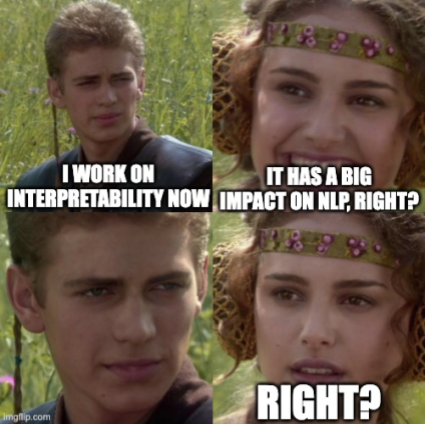 I WORK ON
INTERPRETABILITY NOW
IT HAS A BIG
IMPACT ON NLP, RIGHT?
RIGHT?
imgflip.com